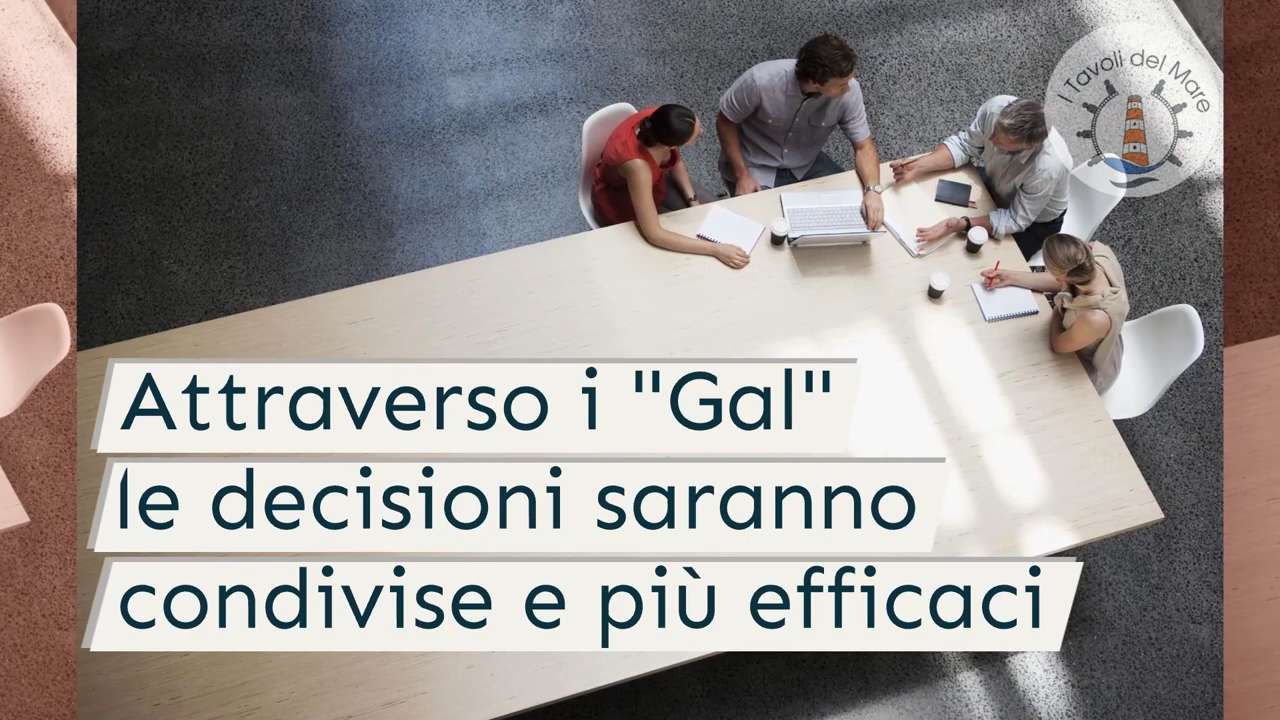 I Tavoli del Mare
Attraverso i "Gal"
le decisioni saranno
condivise e più efficaci